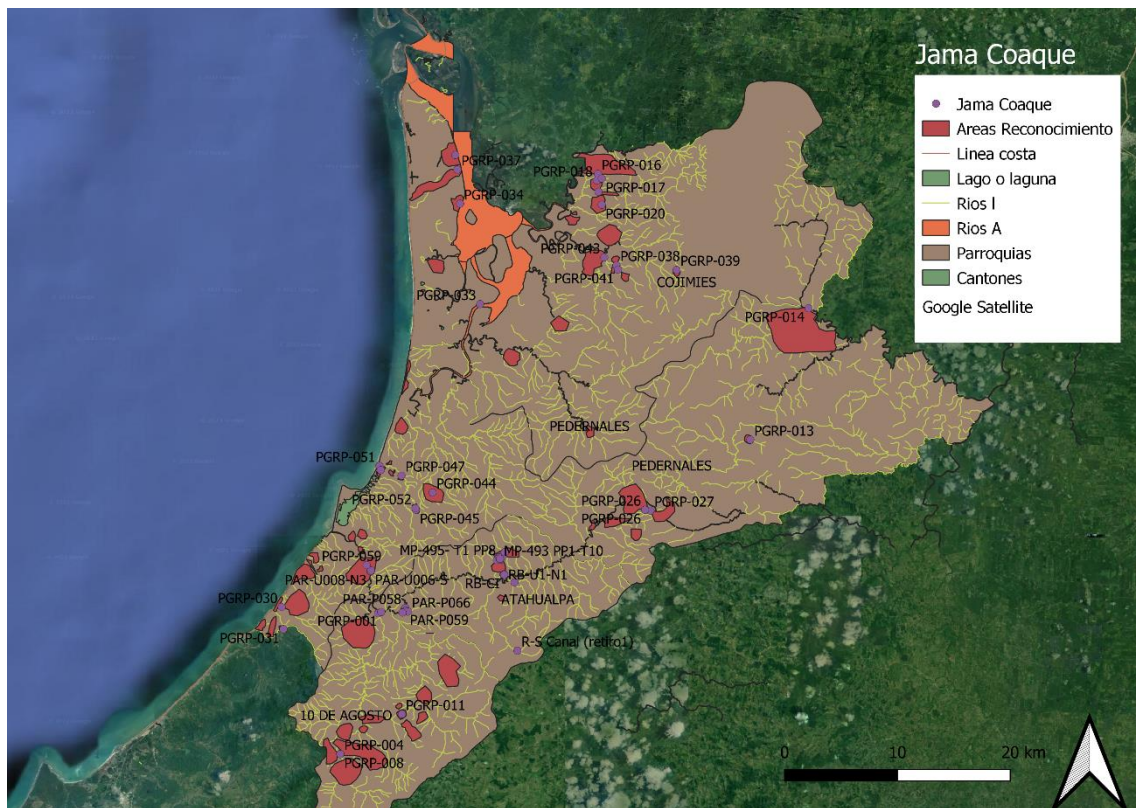 Jama Coaque
Jama Coaque
Areas Reconocimiento
Linea costa
Lago o laguna
Rios I
Rios A
Parroquias
Cantones
Google Satellite
PGRP-037
PGRP-018
PGRP-016
PGRP-017
PGRP-034
PGRP-020
PGRP-043
PGRP-038
PGRP-039
PGRP-041
COJIMIES
PGRP-033
PGRP-014
PEDERNALES
PGRP-013
PGRP-051
PGRP-047
PEDERNALES
PGRP-044
PGRP-052
PGRP-026
PGRP-027
PGRP-045
PGRP-026
MP-495- T1 PP8
MP-493 PP1-T10
PGRP-059
PAR-U008-N3
PAR-U006-S
RB-C1
RB-U1-N1
ATAHUALPA
PGRP-030
PAR-P058
PAR-P066
PGRP-001
PAR-P059
PGRP-031
R-S Canal (retiro1)
PGRP-011
10 DE AGOSTO
PGRP-004
PGRP-008
0 10 20 km